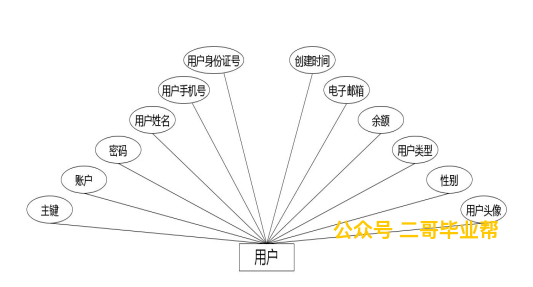 用户身份证号
创建时间
用户手机号
电子邮箱
用户姓名
余额
密码
用户类型
账户
性别
主键
用户头像
公众号 二哥毕业帮
用户